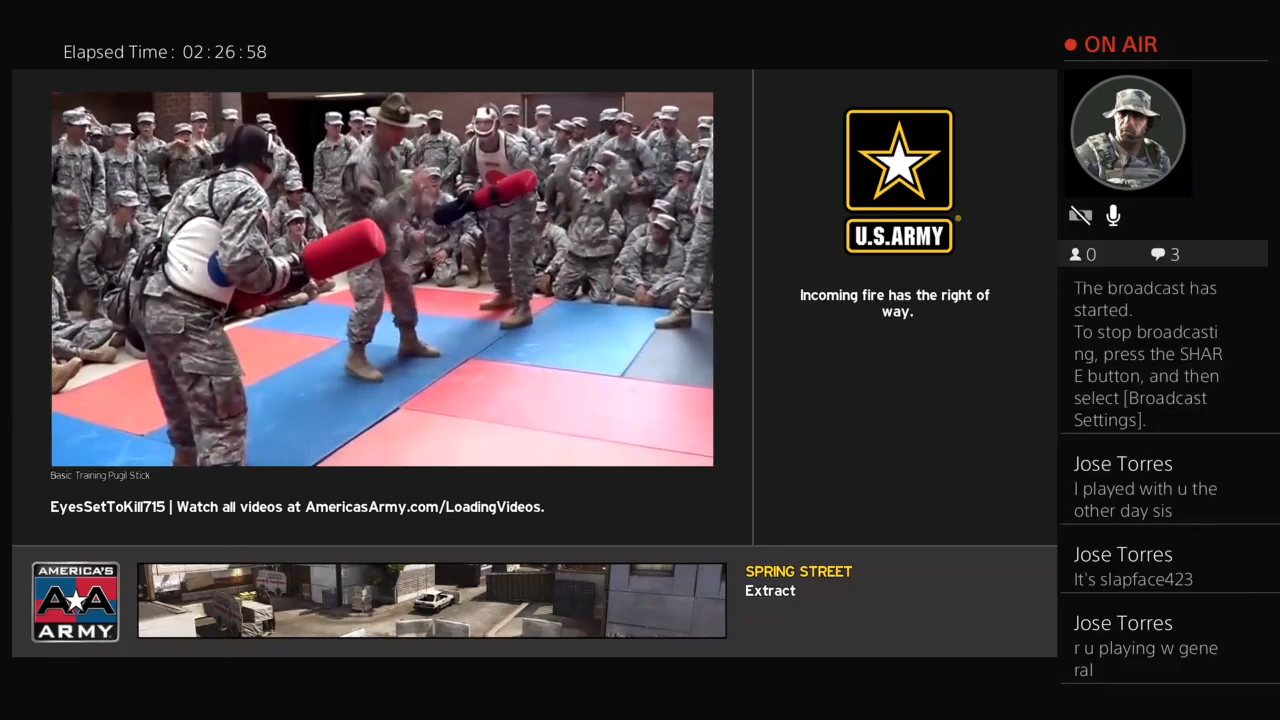 Elapsed Time: 02:26:58
ON AIR
U.S.ARMY
®
Incoming fire has the right of
way.
0
3
The broadcast has
started.
To stop broadcasti
ng, press the SHAR
E button, and then
select [Broadcast
Settings].
Basic Training Pugil Stick
EyesSetToKill715 | Watch all videos at AmericasArmy.com/LoadingVideos.
Jose Torres
I played with u the
other day sis
Jose Torres
It's slapface423
Jose Torres
r u playing w gene
ral
AMERICA'S
AA
ARMY
SPRING STREET
Extract